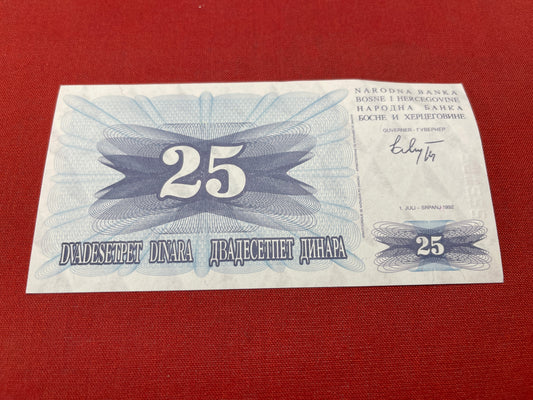 NARODNA BANKA
BOSNE I HERCEGOVINE
НАРОДНА БАНКА
БОСНЕ И ХЕРЦЕГОВИНЕ
GUVERNER - ГУВЕРНЕР
1. JULI - SRPANJ 1992
25
25
DVADESETPET DINARA ДВАДЕСЕТПЕТ ДИНАРА